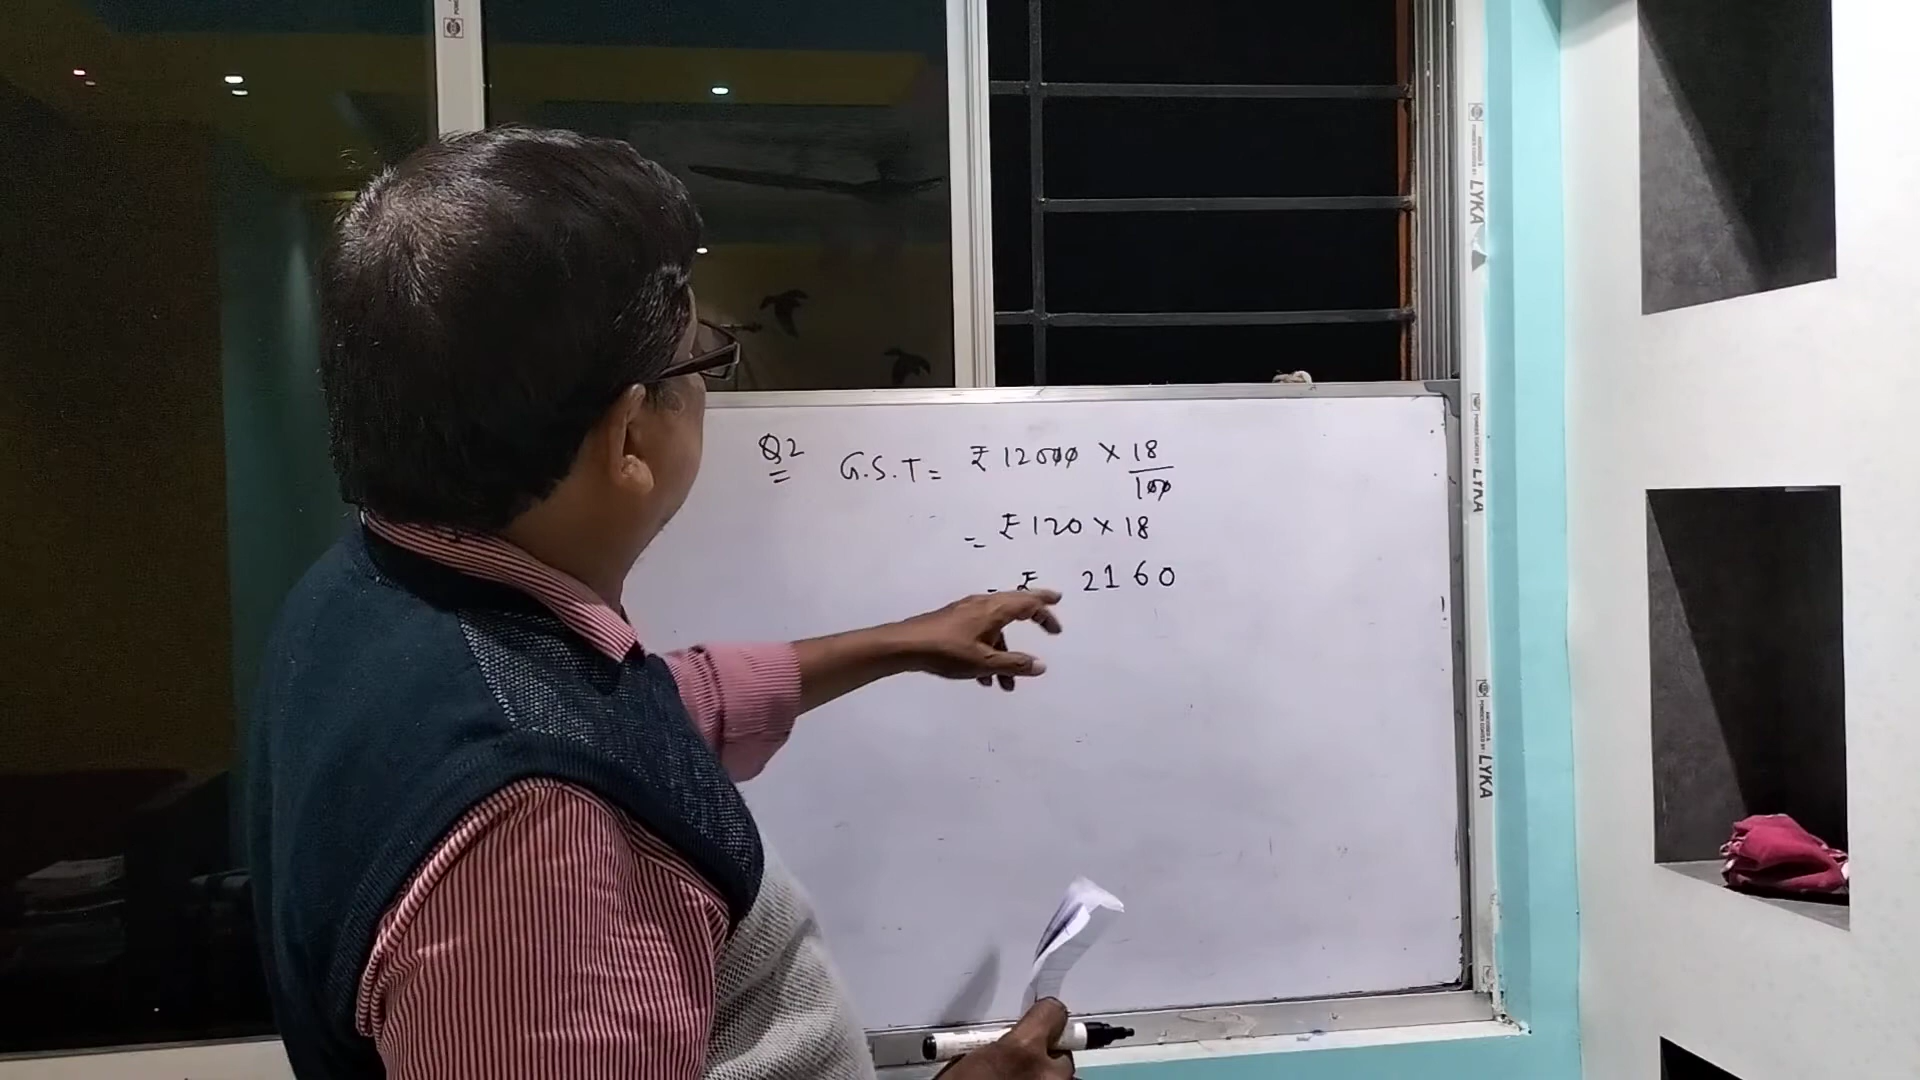 Q2 G.S.T = ₹ 12000 × 18/100
= ₹ 120 × 18
= ₹ 2160
LYKA
LYKA
LYKA